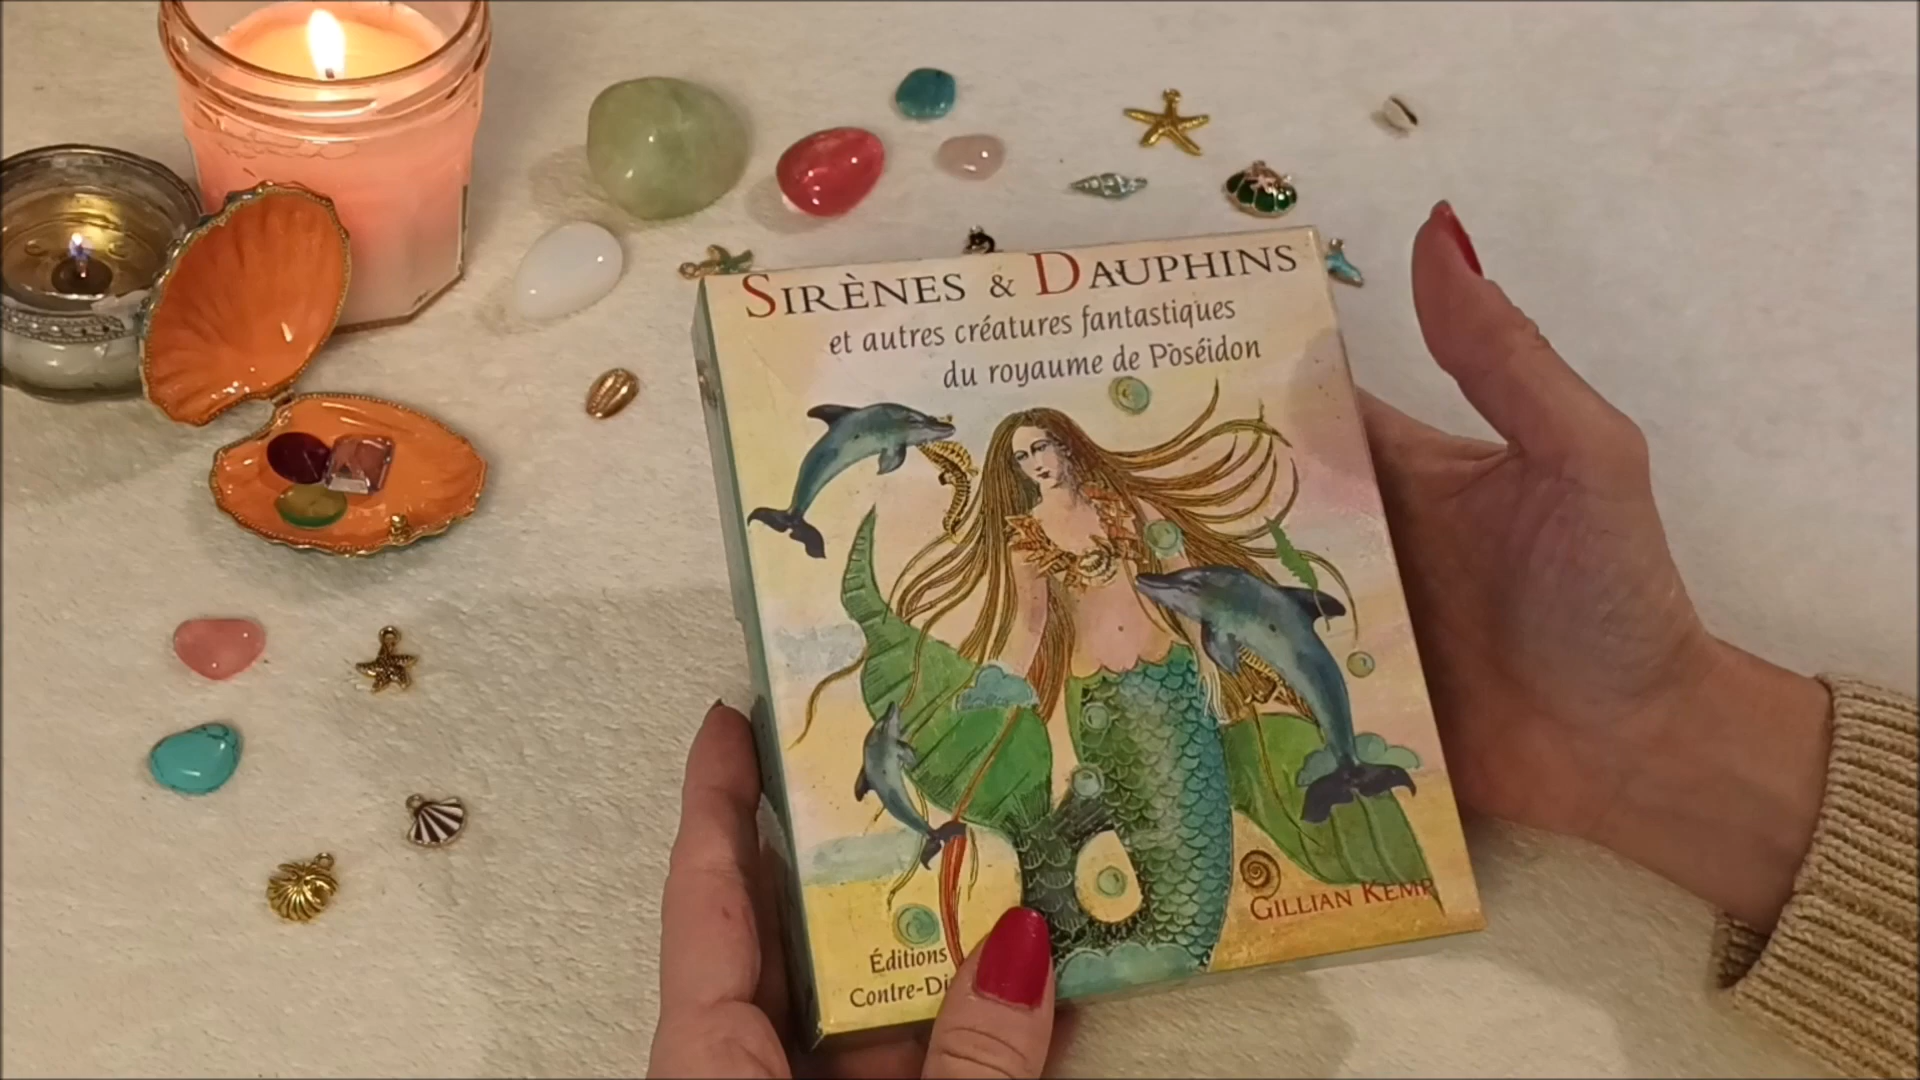 SIRÈNES & DAUPHINS
et autres créatures fantastiques
du royaume de Poséidon
GILLIAN KEMP
Éditions